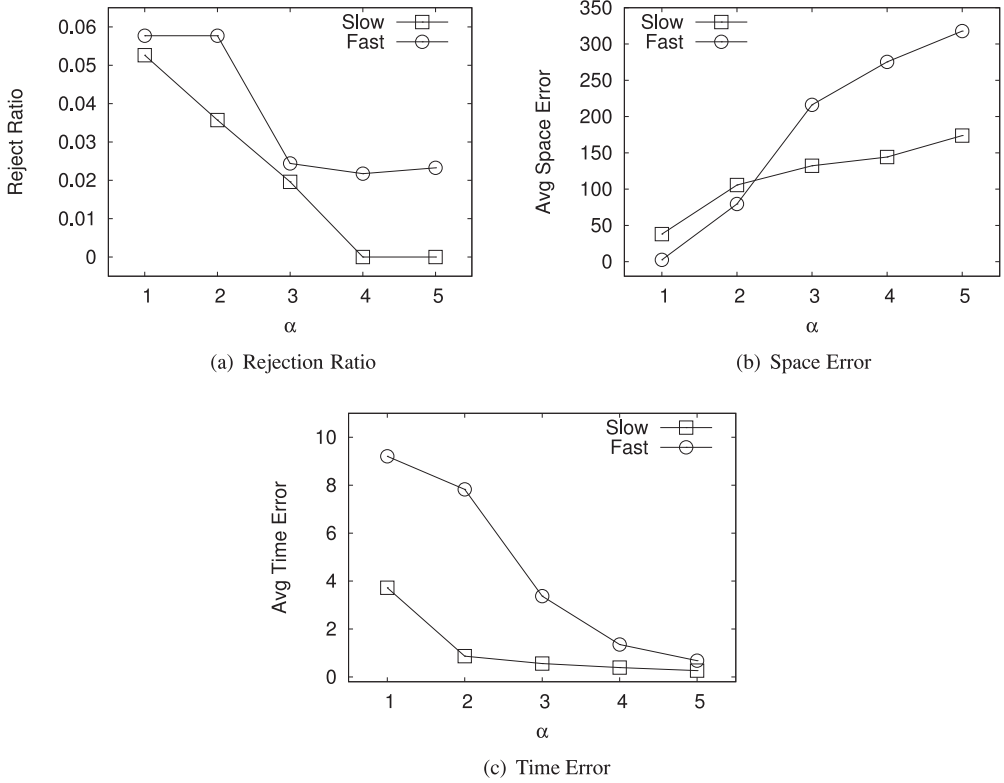 Slow
Fast
0.06
0.05
0.04
0.03
0.02
0.01
0
Reject Ratio
1 2 3 4 5
α
(a) Rejection Ratio
Slow
Fast
350
300
250
200
150
100
50
0
Avg Space Error
1 2 3 4 5
α
(b) Space Error
Slow
Fast
10
8
6
4
2
0
Avg Time Error
1 2 3 4 5
α
(c) Time Error